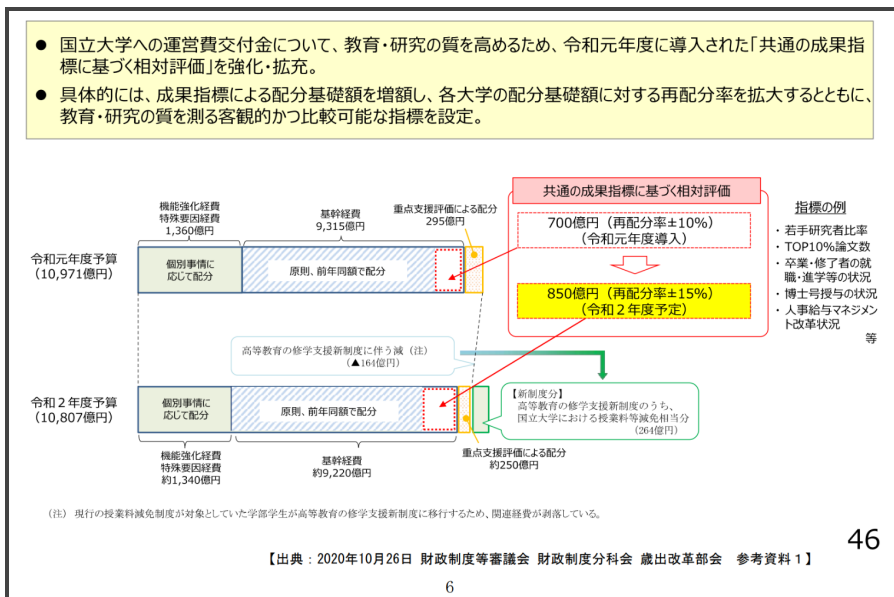 ● 国立大学への運営費交付金について、教育・研究の質を高めるため、令和元年度に導入された「共通の成果指
標に基づく相対評価」を強化・拡充。
● 具体的には、成果指標による配分基礎額を増額し、各大学の配分基礎額に対する再配分率を拡大するとともに、
教育・研究の質を測る客観的かつ比較可能な指標を設定。
共通の成果指標に基づく相対評価
700億円（再配分率±10%）
（令和元年度導入）
850億円（再配分率±15%）
（令和２年度予定）
指標の例
・ 若手研究者比率
・ TOP10%論文数
・ 卒業・修了者の就
職・進学等の状況
・ 博士号授与の状況
・ 人事給与マネジメン
ト改革状況
等
機能強化経費
特殊要因経費
1,360億円
基幹経費
9,315億円
重点支援評価による配分
295億円
令和元年度予算
（10,971億円）
個別事情に
応じて配分
原則、前年同額で配分
高等教育の修学支援新制度に伴う減（注）
（▲164億円）
令和２年度予算
（10,807億円）
個別事情に
応じて配分
原則、前年同額で配分
【新制度分】
高等教育の修学支援新制度のうち、
国立大学における授業料等減免相当分
（264億円）
機能強化経費
特殊要因経費
約1,340億円
基幹経費
約9,220億円
重点支援評価による配分
約250億円
（注） 現行の授業料減免制度が対象としていた学部学生が高等教育の修学支援新制度に移行するため、関連経費が剥落している。
46
【出典：2020年10月26日 財政制度等審議会 財政制度分科会 歳出改革部会 参考資料１】
6